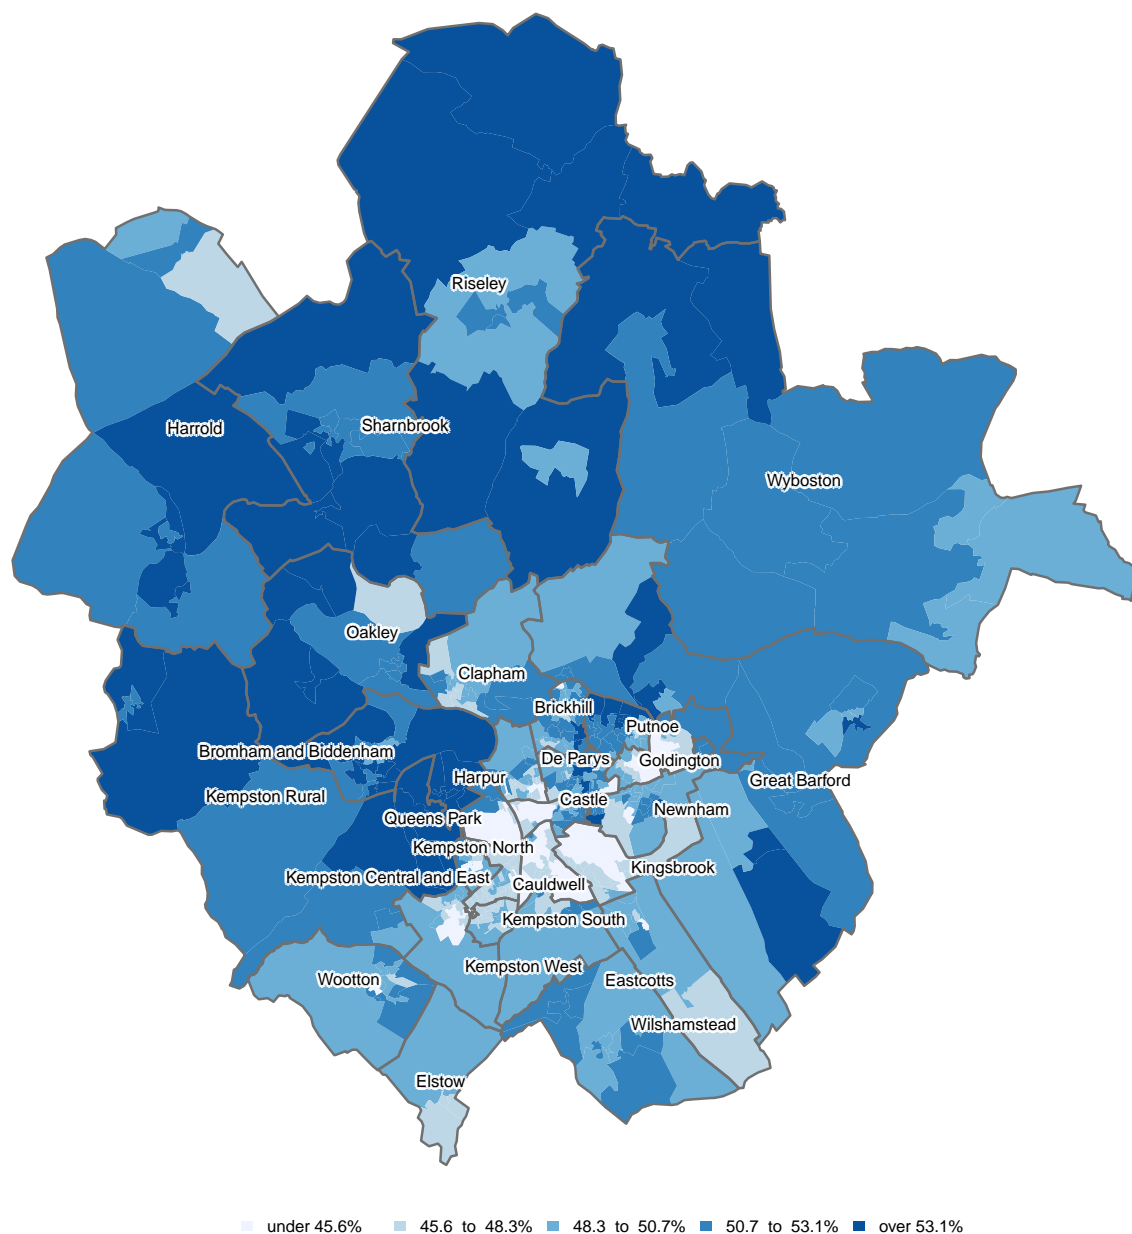 Riseley
Harrold
Sharnbrook
Wyboston
Oakley
Clapham
Brickhill
Putnoe
Bromham and Biddenham
De Parys
Goldington
Harpur
Great Barford
Kempston Rural
Castle
Newnham
Queens Park
Kempston North
Kingsbrook
Kempston Central and East
Cauldwell
Kempston South
Kempston West
Wootton
Eastcotts
Wilshamstead
Elstow
under 45.6% 45.6 to 48.3% 48.3 to 50.7% 50.7 to 53.1% over 53.1%